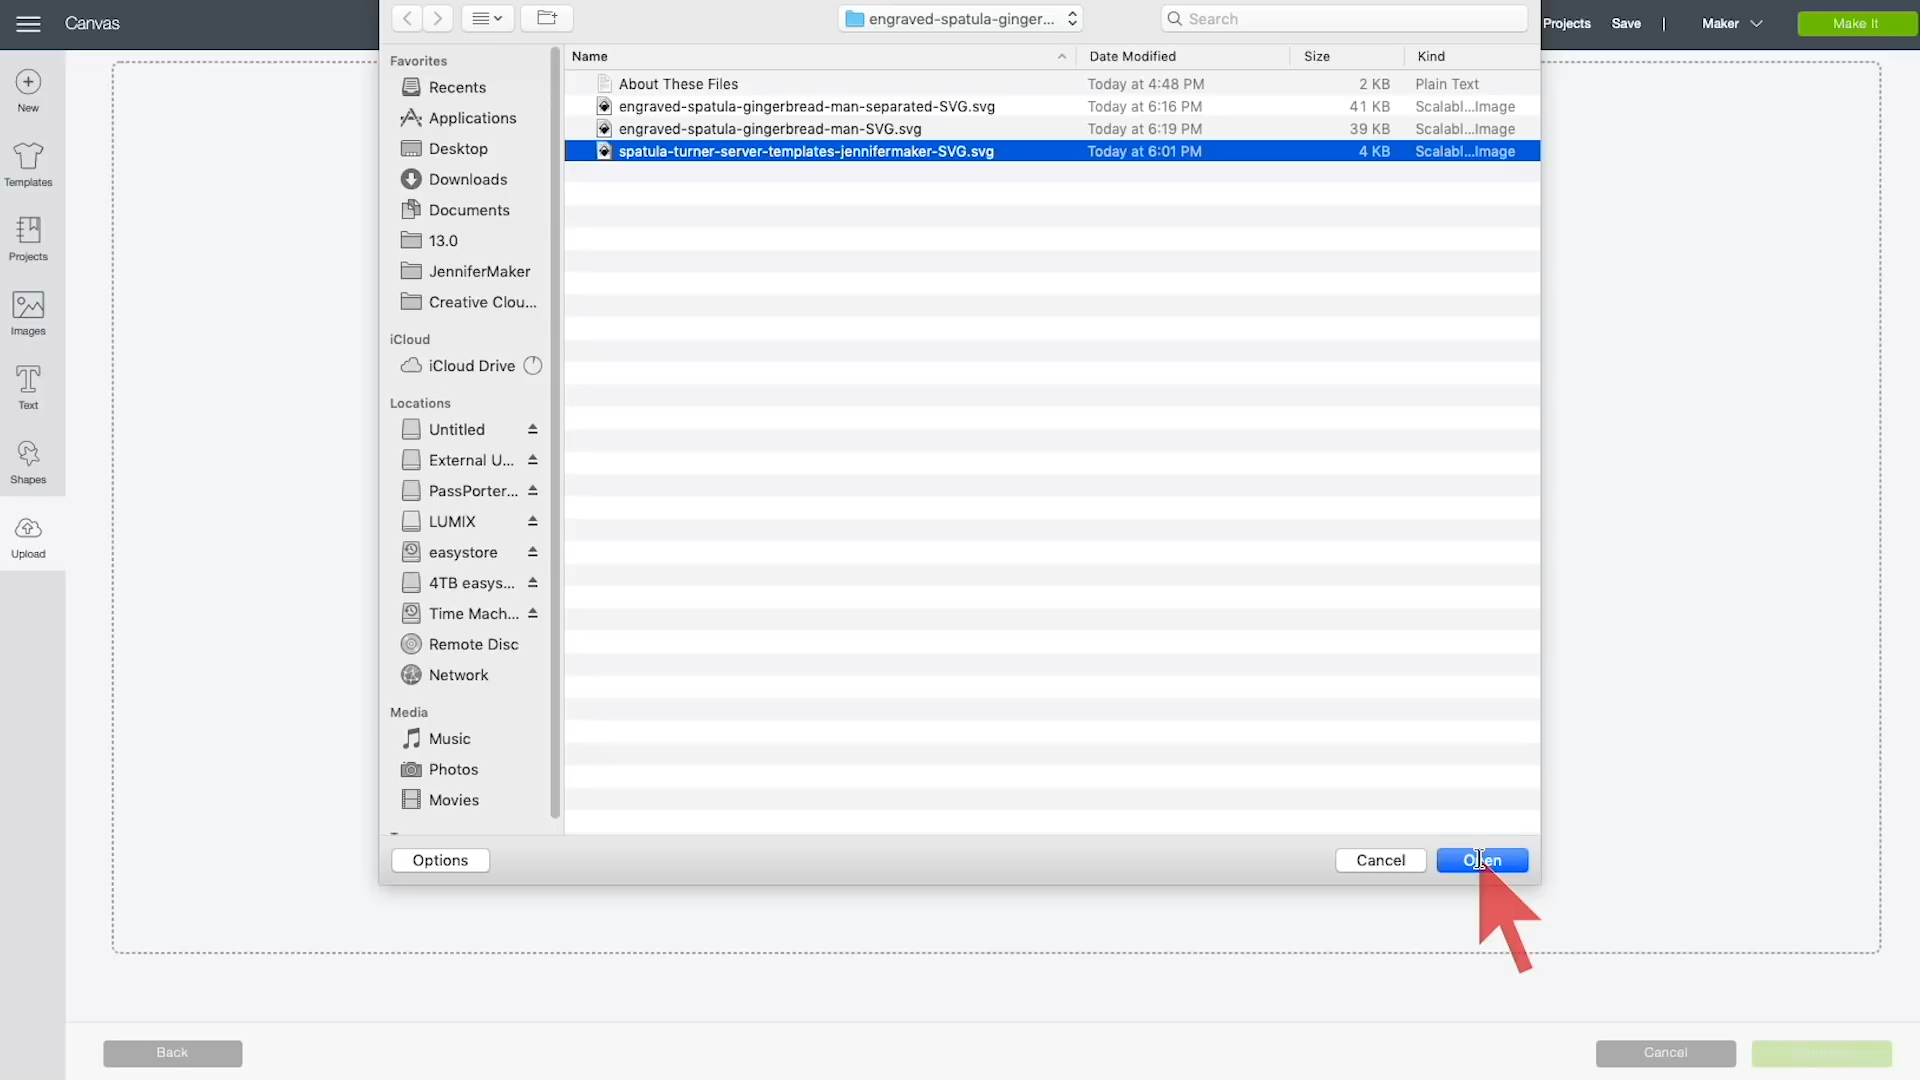 Canvas
engraved-spatula-ginger...
Search
Projects
Save
|
Maker
Make It
New
Templates
Projects
Images
Text
Shapes
Upload
Favorites
Recents
Applications
Desktop
Downloads
Documents
13.0
JenniferMaker
Creative Clou...
iCloud
iCloud Drive
Locations
Untitled
External U...
PassPorter...
LUMIX
easystore
4TB easys...
Time Mach...
Remote Disc
Network
Media
Music
Photos
Movies
Name Date Modified Size Kind
About These Files Today at 4:48 PM 2 KB Plain Text
engraved-spatula-gingerbread-man-separated-SVG.svg Today at 6:16 PM 41 KB Scalabl...Image
engraved-spatula-gingerbread-man-SVG.svg Today at 6:19 PM 39 KB Scalabl...Image
spatula-turner-server-templates-jennifermaker-SVG.svg Today at 6:01 PM 4 KB Scalabl...Image
Options
Cancel
Open
Back
Cancel